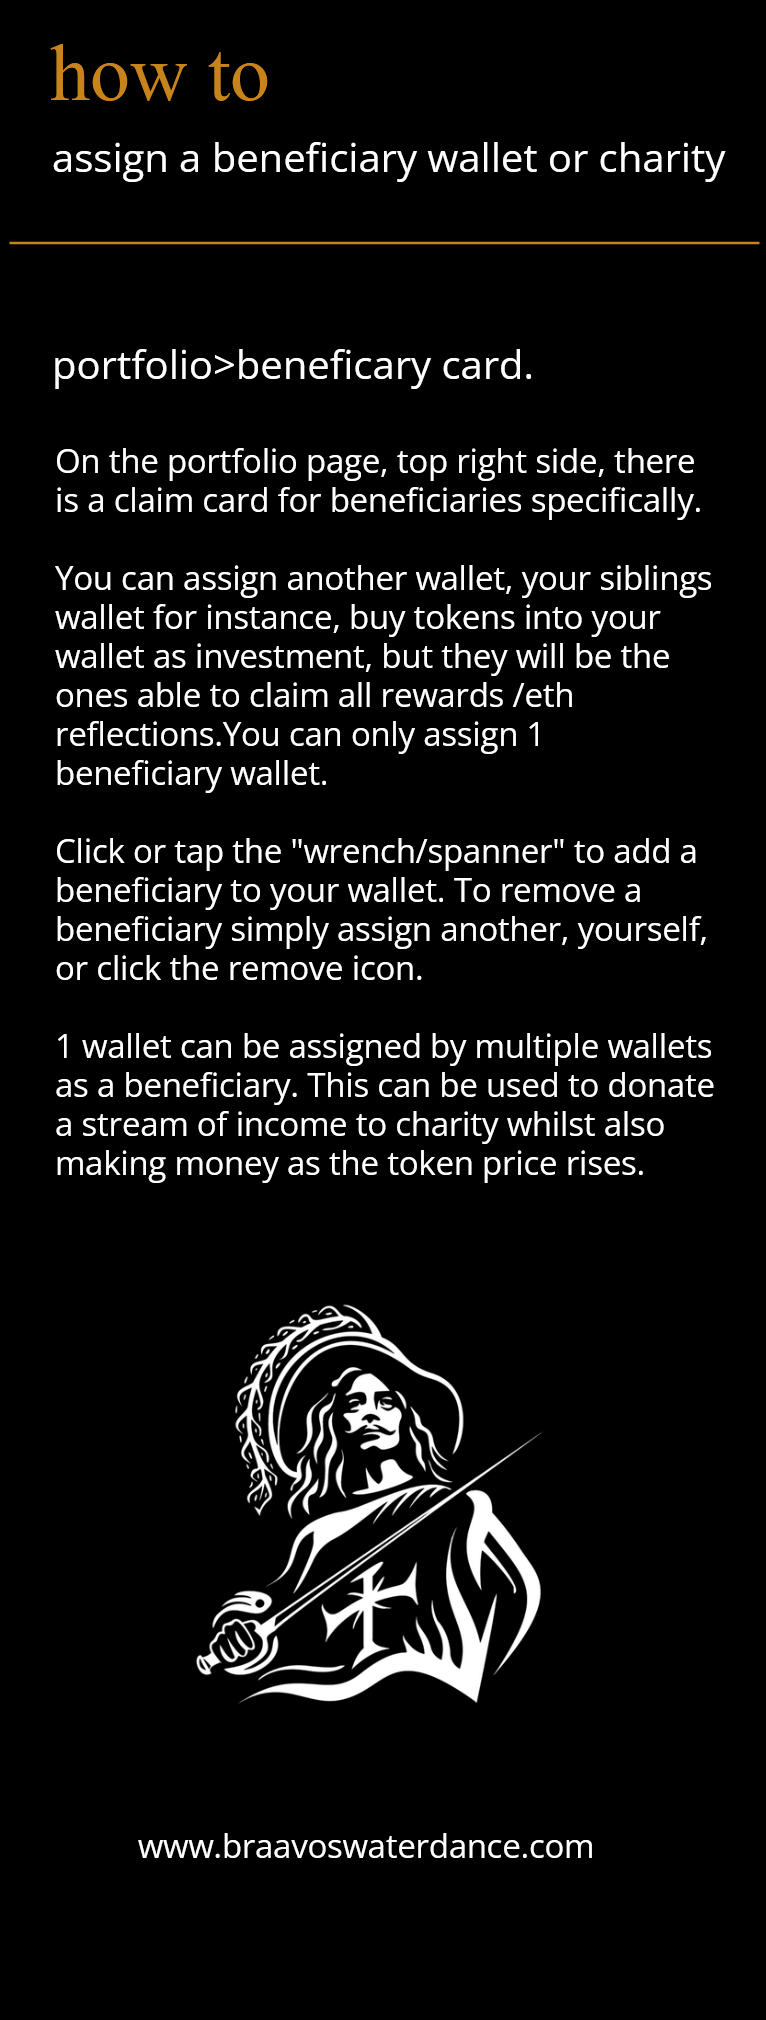 how to
assign a beneficiary wallet or charity
portfolio>beneficary card.
On the portfolio page, top right side, there
is a claim card for beneficiaries specifically.
You can assign another wallet, your siblings
wallet for instance, buy tokens into your
wallet as investment, but they will be the
ones able to claim all rewards /eth
reflections.You can only assign 1
beneficiary wallet.
Click or tap the "wrench/spanner" to add a
beneficiary to your wallet. To remove a
beneficiary simply assign another, yourself,
or click the remove icon.
1 wallet can be assigned by multiple wallets
as a beneficiary. This can be used to donate
a stream of income to charity whilst also
making money as the token price rises.
www.braavoswaterdance.com